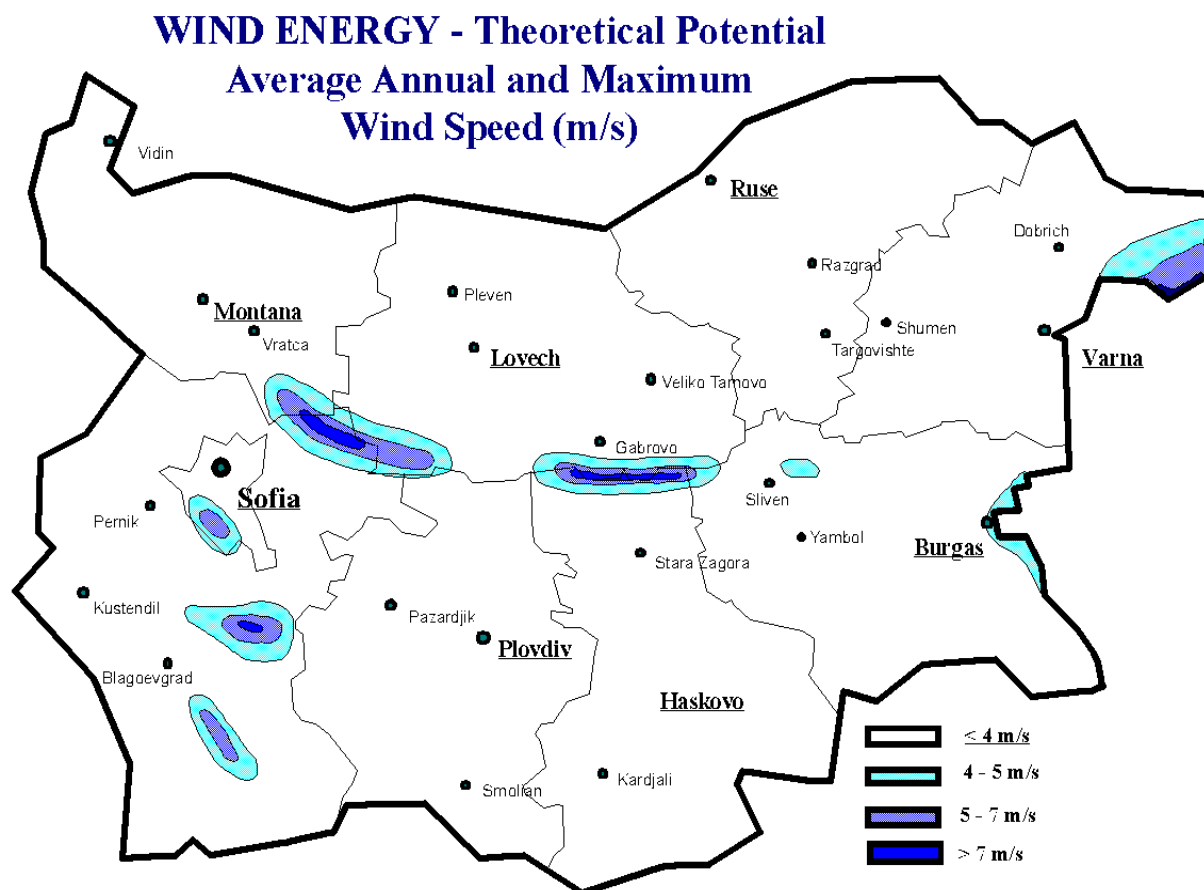 WIND ENERGY - Theoretical Potential
Average Annual and Maximum
Wind Speed (m/s)
Vidin
Ruse
Dobrich
Razgrad
Pleven
Montana
Vratca
Shumen
Targovishte
Varna
Lovech
Veliko Tarnovo
Gabrovo
Sofia
Sliven
Pernik
Yambol
Burgas
Stara Zagora
Kustendil
Pazardjik
Plovdiv
Blagoevgrad
Haskovo
Smolian
Kardjali
< 4 m/s
4 - 5 m/s
5 - 7 m/s
> 7 m/s